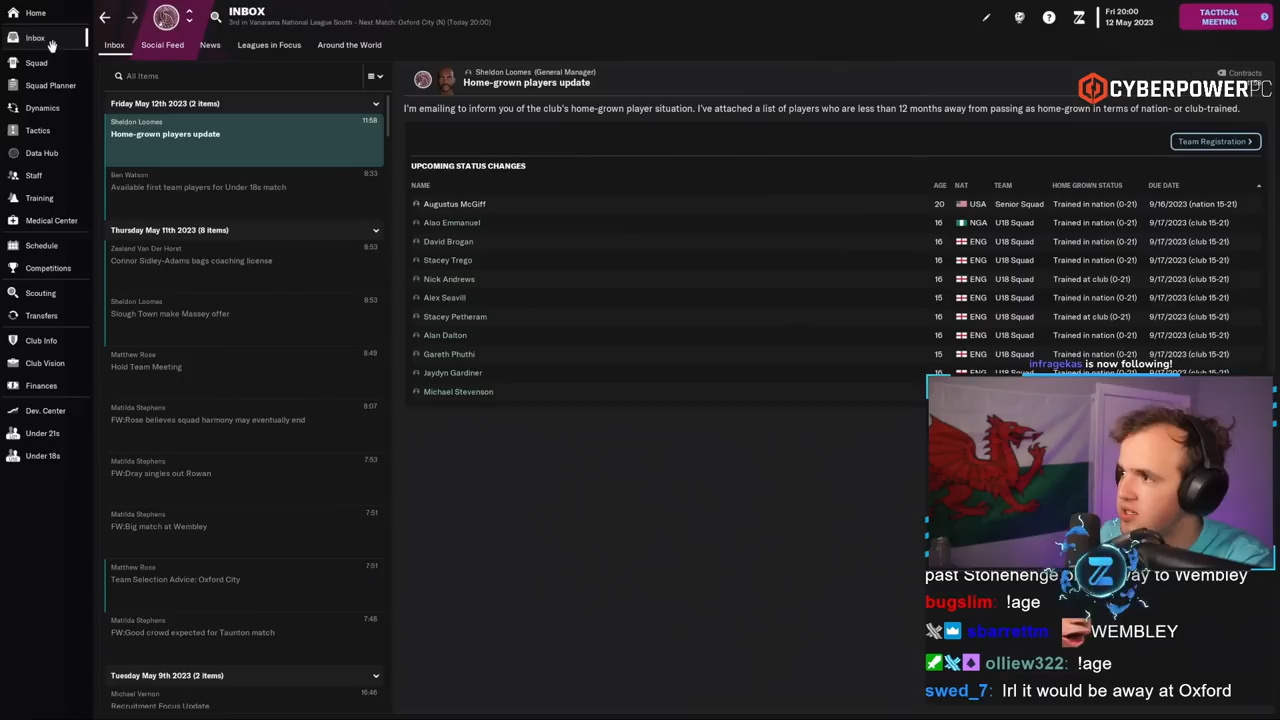 Home
Inbox
Squad
Squad Planner
Dynamics
Tactics
Data Hub
Staff
Training
Medical Center
Schedule
Competitions
Scouting
Transfers
Club Info
Club Vision
Finances
Dev. Center
Under 21s
Under 18s
INBOX
3rd in Vanarama National League South - Next Match: Oxford City (N) (Today 20:00)
Fri 20:00
12 May 2023
TACTICAL
MEETING
Inbox Social Feed News Leagues in Focus Around the World
All Items
Friday May 12th 2023 (2 items)
Sheldon Loomes 11:58
Home-grown players update
Ben Watson 8:33
Available first team players for Under 18s match
Thursday May 11th 2023 (8 items)
Zealand Van Der Horst 8:53
Connor Sidley-Adams bags coaching license
Sheldon Loomes 8:53
Slough Town make Massey offer
Matthew Rose 8:49
Hold Team Meeting
Matilda Stephens 8:07
FW:Rose believes squad harmony may eventually end
Matilda Stephens 7:53
FW:Dray singles out Rowan
Matilda Stephens 7:51
FW:Big match at Wembley
Matthew Rose 7:51
Team Selection Advice: Oxford City
Matilda Stephens 7:48
FW:Good crowd expected for Taunton match
Tuesday May 9th 2023 (2 items)
Michael Vernon 16:46
Recruitment Focus Update
Sheldon Loomes (General Manager)
Home-grown players update
Contracts
CYBERPOWERPC
I'm emailing to inform you of the club's home-grown player situation. I've attached a list of players who are less than 12 months away from passing as home-grown in terms of nation- or club-trained.
Team Registration
UPCOMING STATUS CHANGES
NAME AGE NAT TEAM HOME GROWN STATUS DUE DATE
Augustus McGiff 20 USA Senior Squad Trained in nation (0-21) 9/16/2023 (nation 15-21)
Alao Emmanuel 16 NGA U18 Squad Trained in nation (0-21) 9/17/2023 (club 15-21)
David Brogan 16 ENG U18 Squad Trained in nation (0-21) 9/17/2023 (club 15-21)
Stacey Trego 16 ENG U18 Squad Trained in nation (0-21) 9/17/2023 (club 15-21)
Nick Andrews 16 ENG U18 Squad Trained at club (0-21) 9/17/2023 (club 15-21)
Alex Seavill 15 ENG U18 Squad Trained in nation (0-21) 9/17/2023 (club 15-21)
Stacey Petheram 16 ENG U18 Squad Trained at club (0-21) 9/17/2023 (club 15-21)
Alan Dalton 16 ENG U18 Squad Trained in nation (0-21) 9/17/2023 (club 15-21)
Gareth Phuthi 15 ENG U18 Squad Trained in nation (0-21) 9/17/2023 (club 15-21)
Jaydyn Gardiner 16 ENG U18 Squad Trained in nation (0-21) 9/17/2023 (club 15-21)
Michael Stevenson
infragekas is now following!
past Stonehenge way to Wembley
bugslim: !age
sbarrettm WEMBLEY
olliew322: !age
swed_7: Irl it would be away at Oxford